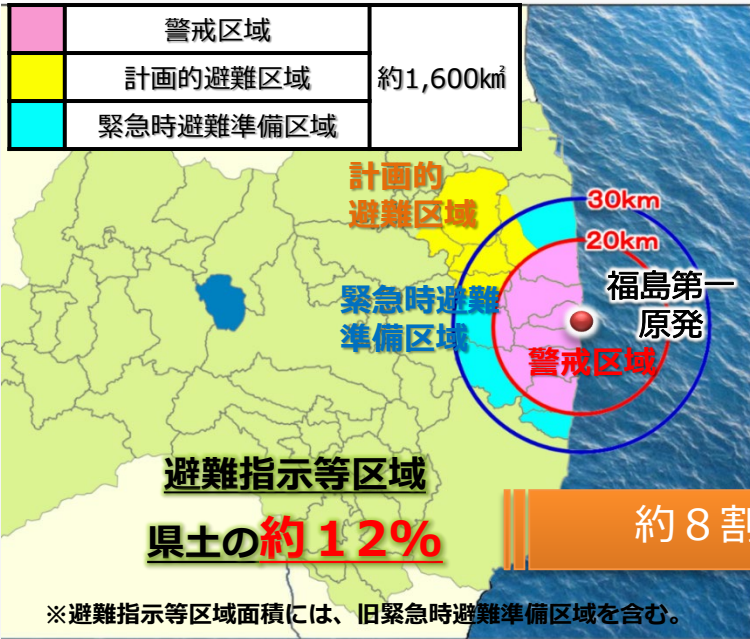 警戒区域
計画的避難区域
約1,600㎢
緊急時避難準備区域
計画的
避難区域
30km
20km
福島第一
原発
緊急時避難
準備区域
警戒区域
避難指示等区域
県土の約１２%
約８割
※避難指示等区域面積には、旧緊急時避難準備区域を含む。